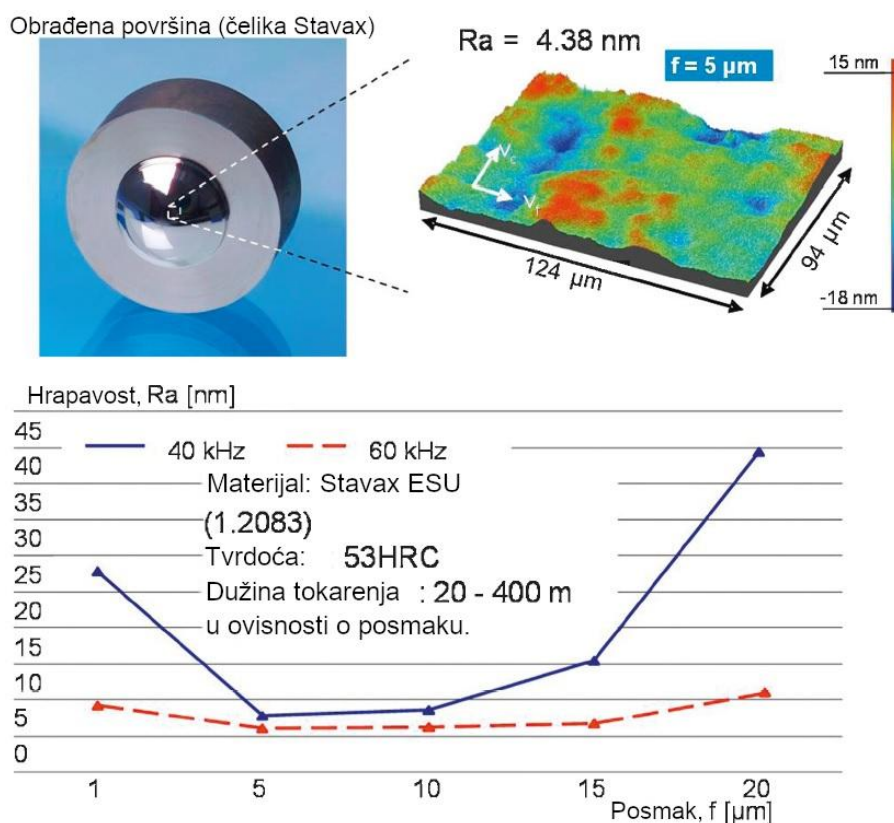 Obrađena površina (čelika Stavax)
Ra = 4.38 nm
f = 5 µm
15 nm
-18 nm
124 µm
94 µm
Hrapavost, Ra [nm]
45
40
35
30
25
20
15
10
5
0
40 kHz
60 kHz
Materijal: Stavax ESU
(1.2083)
Tvrdoća: 53HRC
Dužina tokarenja : 20 - 400 m
u ovisnosti o posmaku.
1 5 10 15 20
Posmak, f [µm]